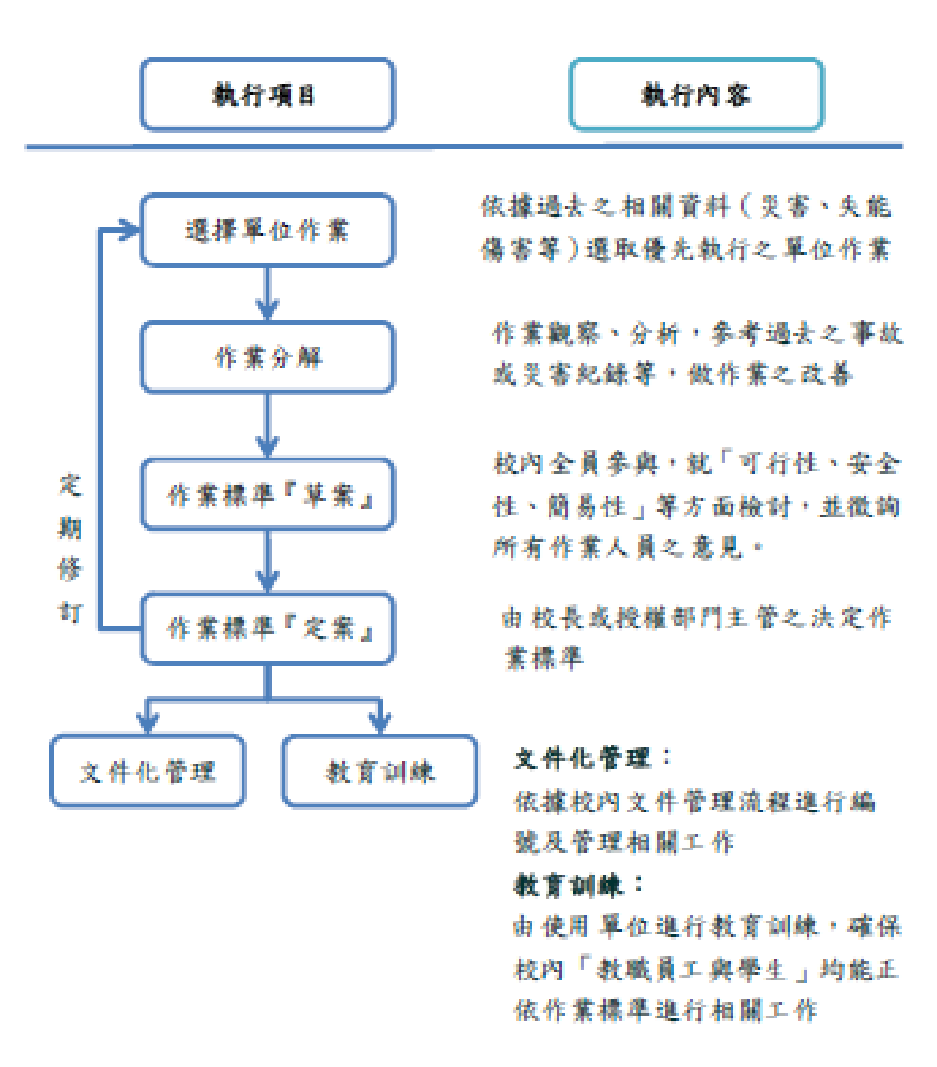 執行項目
執行內容
選擇單位作業
依據過去之相關資料(災害、失能
傷害等)選取優先執行之單位作業
作業分解
作業觀察、分析,參考過去之事故
或災害紀錄等,做作業之改善
作業標準『草案』
校內全員參與,就「可行性、安全
性、簡易性」等方面檢討,並徵詢
所有作業人員之意見。
定期修訂
作業標準『定案』
由校長或授權部門主管之決定作
業標準
文件化管理
教育訓練
文件化管理:
依據校內文件管理流程進行編
號及管理相關工作
教育訓練:
由使用單位進行教育訓練,確保
校內「教職員工與學生」均能正
依作業標準進行相關工作